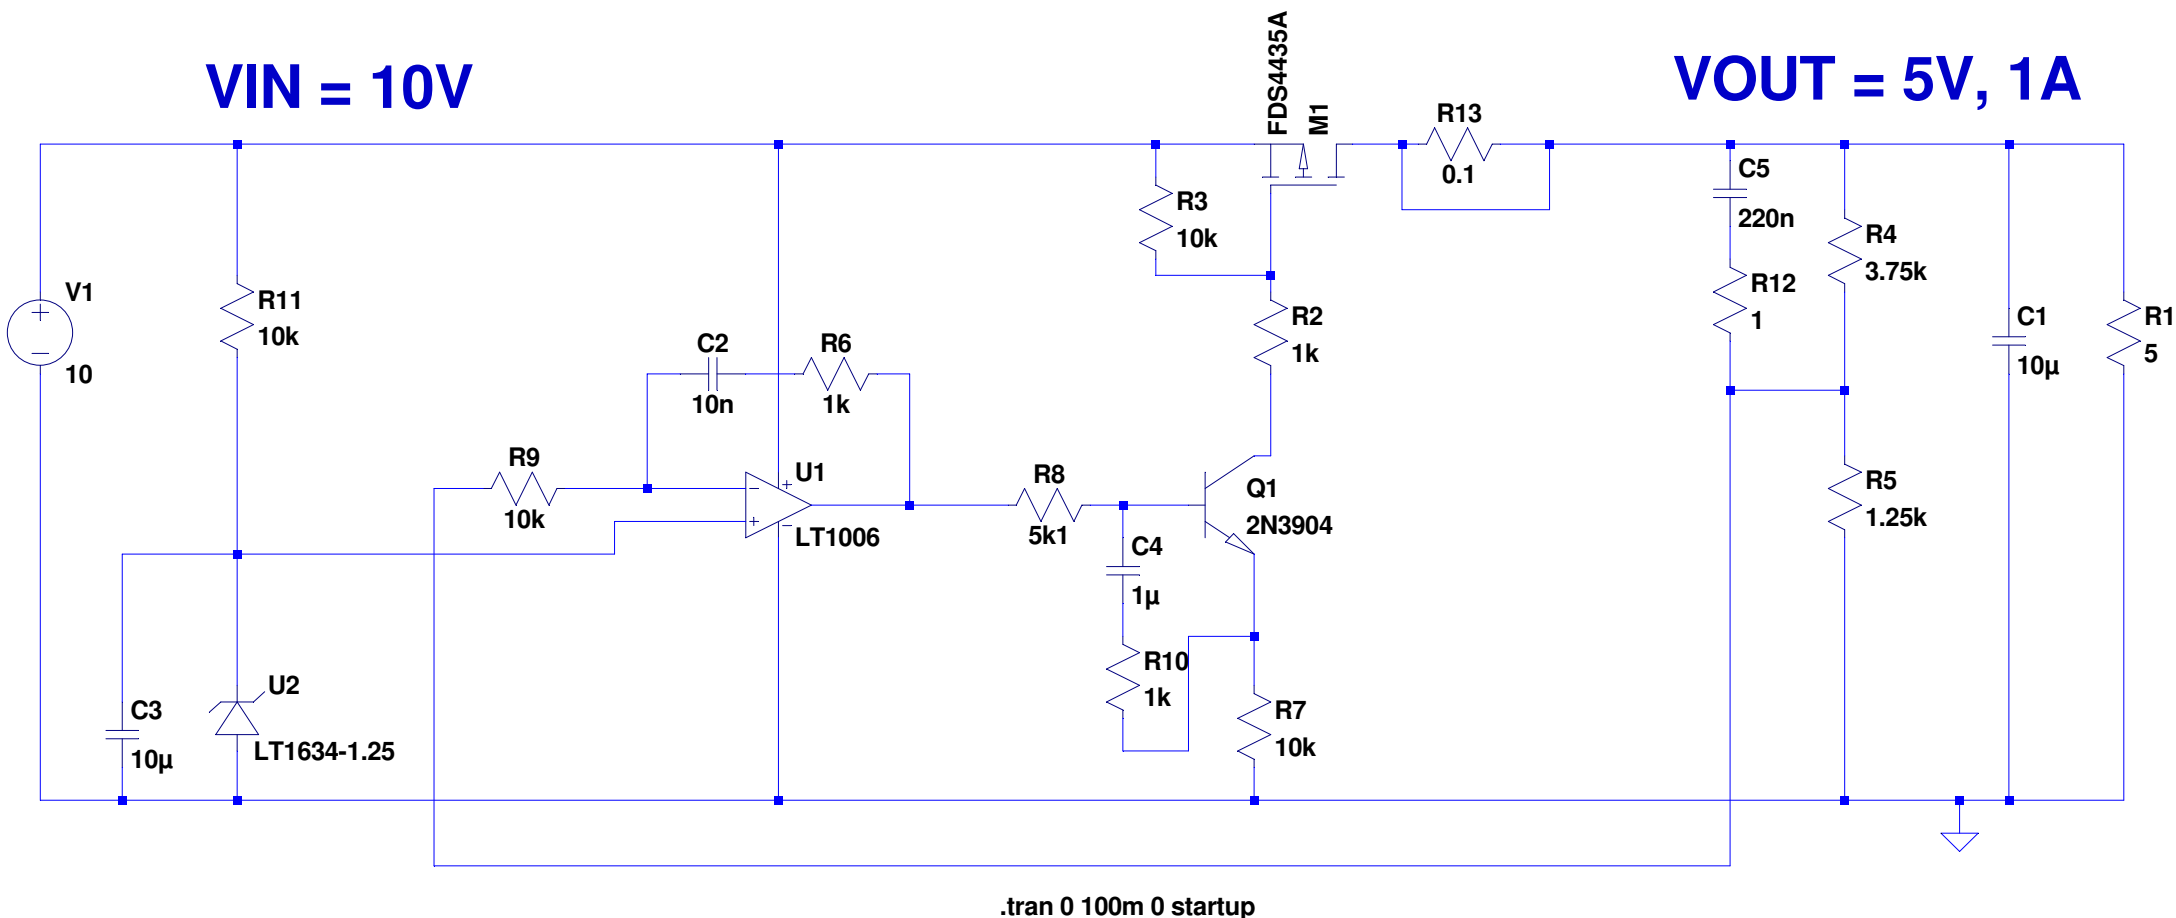 VIN = 10V
VOUT = 5V, 1A
FDS4435A
M1
R13
0.1
C5
220n
R3
10k
R4
3.75k
V1
10
R11
10k
R12
1
R2
1k
C1
10µ
R1
5
C2
10n
R6
1k
R9
10k
U1
LT1006
R8
5k1
Q1
2N3904
R5
1.25k
C4
1µ
R10
1k
U2
LT1634-1.25
C3
10µ
R7
10k
.tran 0 100m 0 startup